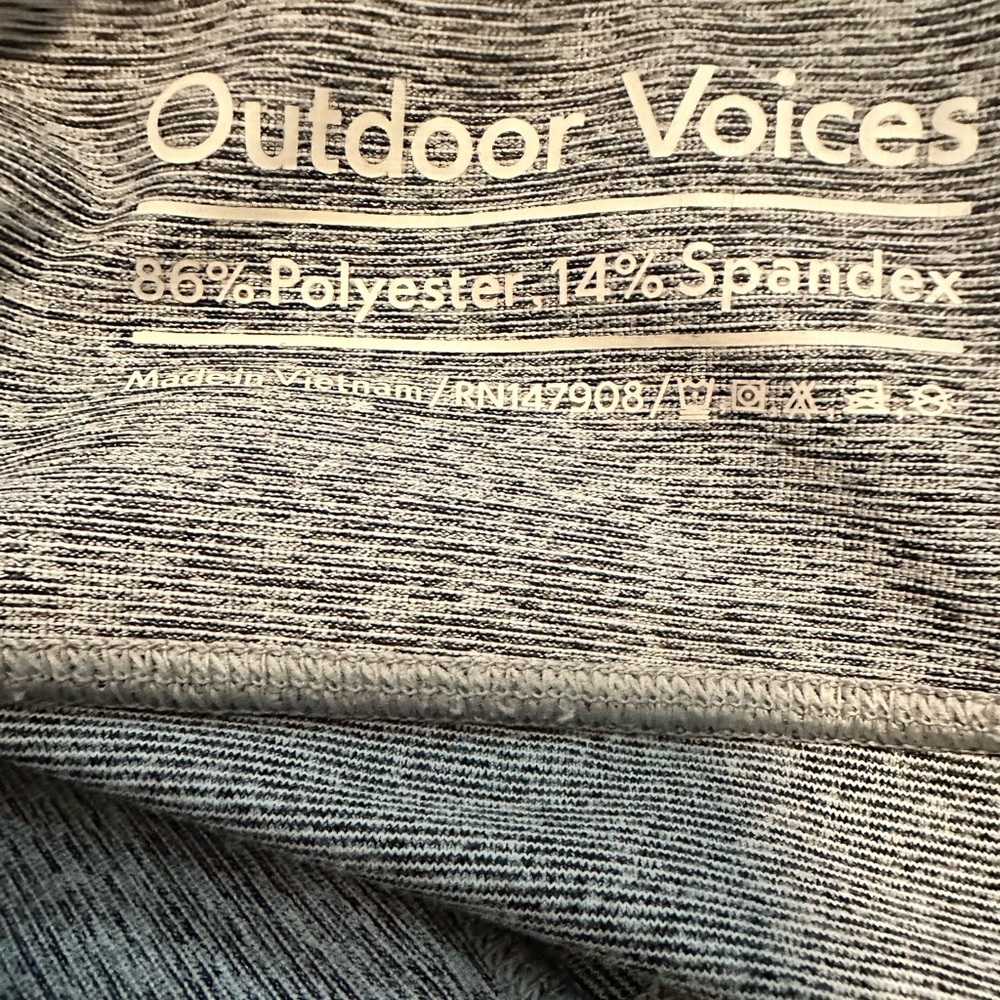 Outdoor Voices
86% Polyester, 14% Spandex
Made in Vietnam / RN147908 /